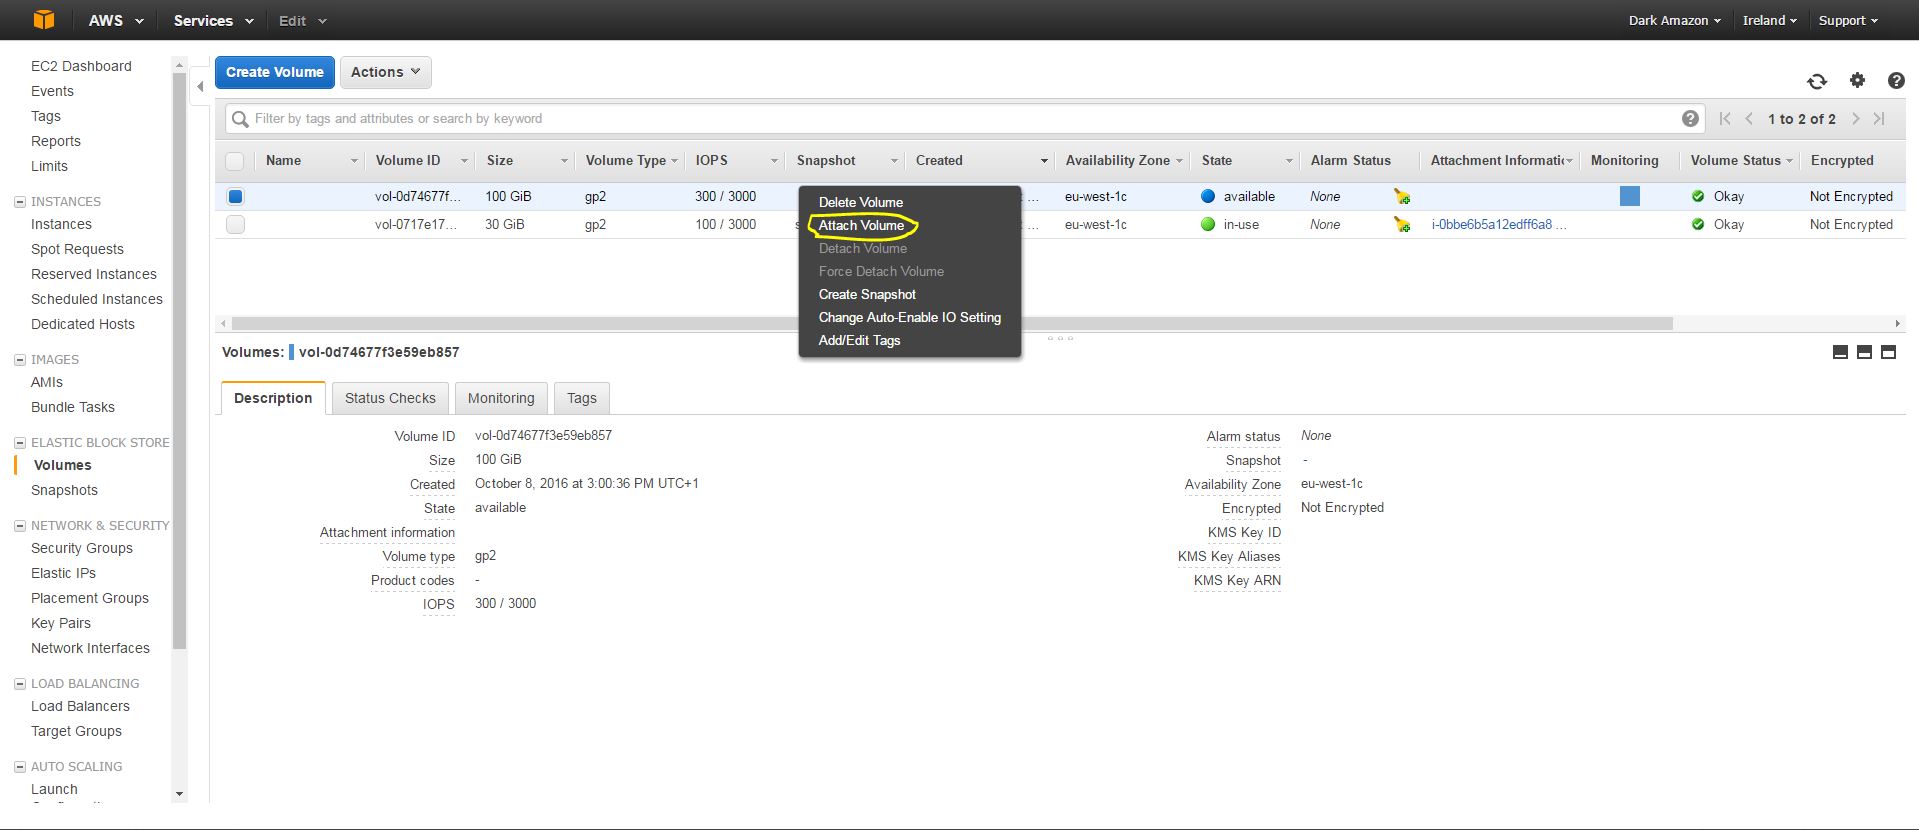 AWS Services Edit Dark Amazon Ireland Support
EC2 Dashboard
Events
Tags
Reports
Limits
INSTANCES
Instances
Spot Requests
Reserved Instances
Scheduled Instances
Dedicated Hosts
IMAGES
AMIs
Bundle Tasks
ELASTIC BLOCK STORE
Volumes
Snapshots
NETWORK & SECURITY
Security Groups
Elastic IPs
Placement Groups
Key Pairs
Network Interfaces
LOAD BALANCING
Load Balancers
Target Groups
AUTO SCALING
Launch
Create Volume Actions
Filter by tags and attributes or search by keyword 1 to 2 of 2
Name Volume ID Size Volume Type IOPS Snapshot Created Availability Zone State Alarm Status Attachment Informatic Monitoring Volume Status Encrypted
vol-0d74677f... 100 GiB gp2 300 / 3000 ... eu-west-1c available None Okay Not Encrypted
vol-0717e17... 30 GiB gp2 100 / 3000 s ... eu-west-1c in-use None i-0bbe6b5a12edff6a8 ... Okay Not Encrypted
Delete Volume
Attach Volume
Detach Volume
Force Detach Volume
Create Snapshot
Change Auto-Enable IO Setting
Add/Edit Tags
Volumes: vol-0d74677f3e59eb857
Description Status Checks Monitoring Tags
Volume ID vol-0d74677f3e59eb857
Size 100 GiB
Created October 8, 2016 at 3:00:36 PM UTC+1
State available
Attachment information
Volume type gp2
Product codes -
IOPS 300 / 3000
Alarm status None
Snapshot -
Availability Zone eu-west-1c
Encrypted Not Encrypted
KMS Key ID
KMS Key Aliases
KMS Key ARN